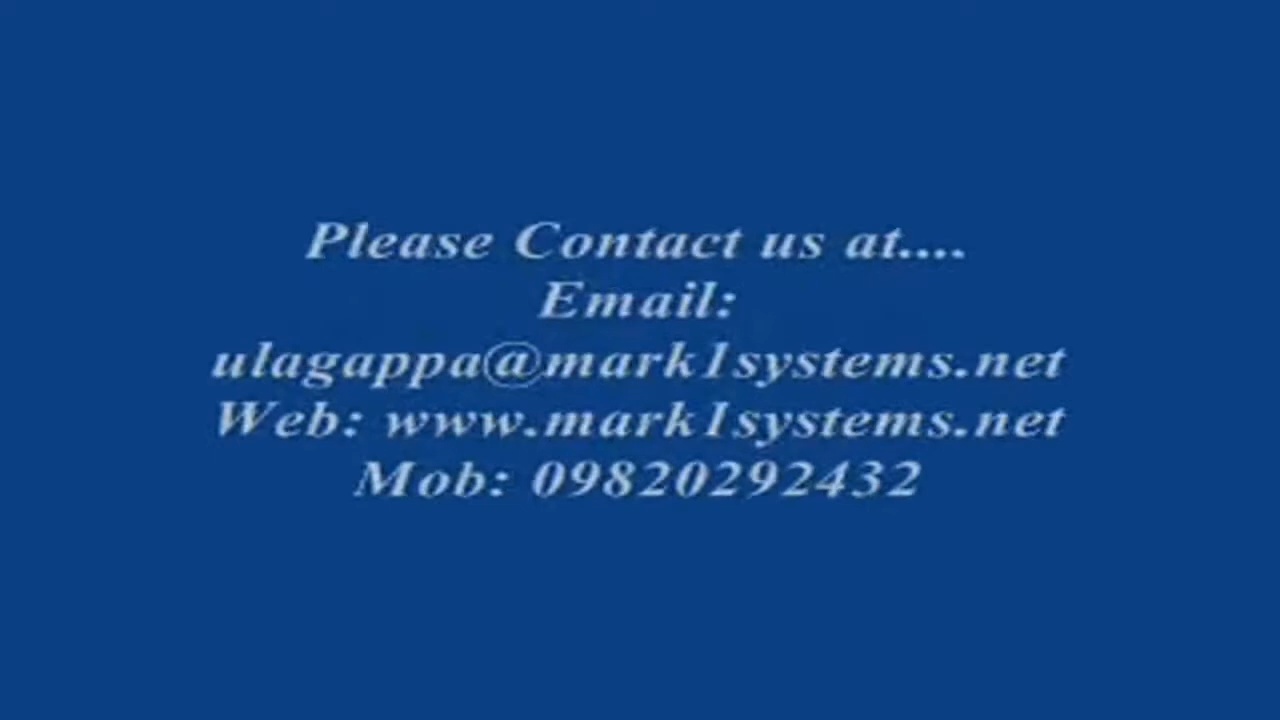 Please Contact us at....
Email:
ulagappa@mark1systems.net
Web: www.mark1systems.net
Mob: 09820292432